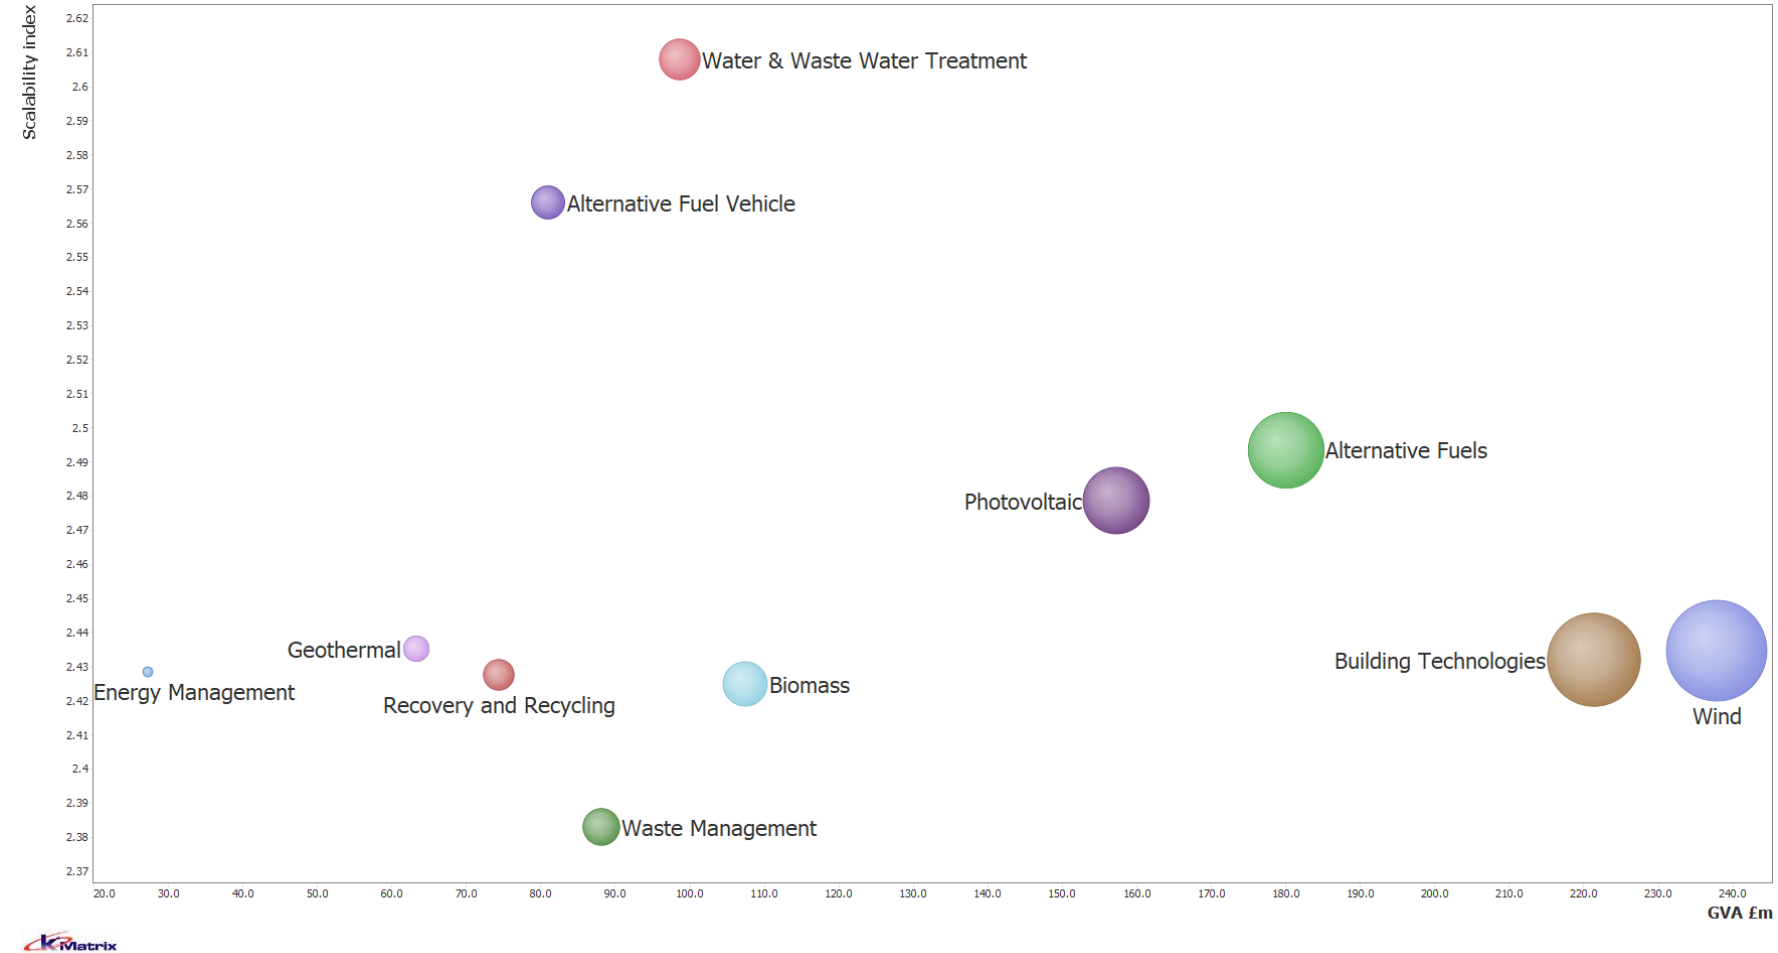 Scalability index
2.62
2.61
2.6
2.59
2.58
2.57
2.56
2.55
2.54
2.53
2.52
2.51
2.5
2.49
2.48
2.47
2.46
2.45
2.44
2.43
2.42
2.41
2.4
2.39
2.38
2.37
Water & Waste Water Treatment
Alternative Fuel Vehicle
Alternative Fuels
Photovoltaic
Geothermal
Energy Management
Recovery and Recycling
Biomass
Building Technologies
Wind
Waste Management
20.0 30.0 40.0 50.0 60.0 70.0 80.0 90.0 100.0 110.0 120.0 130.0 140.0 150.0 160.0 170.0 180.0 190.0 200.0 210.0 220.0 230.0 240.0
GVA £m
kMatrix